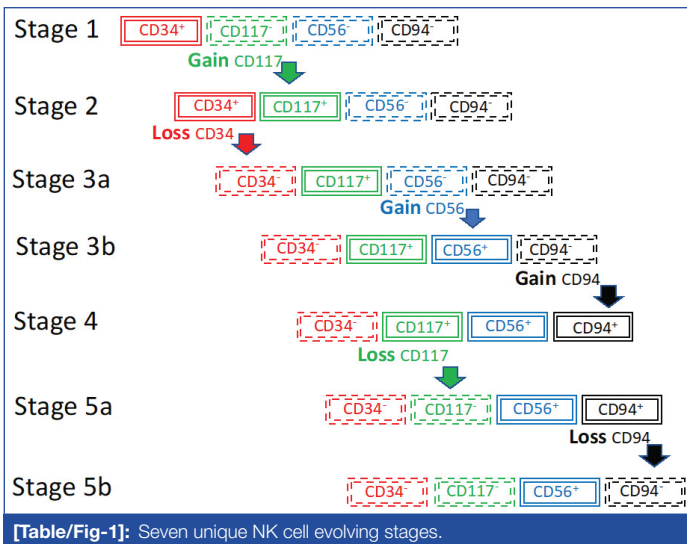 Stage 1 CD34⁺ CD117⁻ CD56⁻ CD94⁻
Gain CD117
Stage 2 CD34⁺ CD117⁺ CD56⁻ CD94⁻
Loss CD34
Stage 3a CD34⁻ CD117⁺ CD56⁻ CD94⁻
Gain CD56
Stage 3b CD34⁻ CD117⁺ CD56⁺ CD94⁻
Gain CD94
Stage 4 CD34⁻ CD117⁺ CD56⁺ CD94⁺
Loss CD117
Stage 5a CD34⁻ CD117⁻ CD56⁺ CD94⁺
Loss CD94
Stage 5b CD34⁻ CD117⁻ CD56⁺ CD94⁻
[Table/Fig-1]: Seven unique NK cell evolving stages.